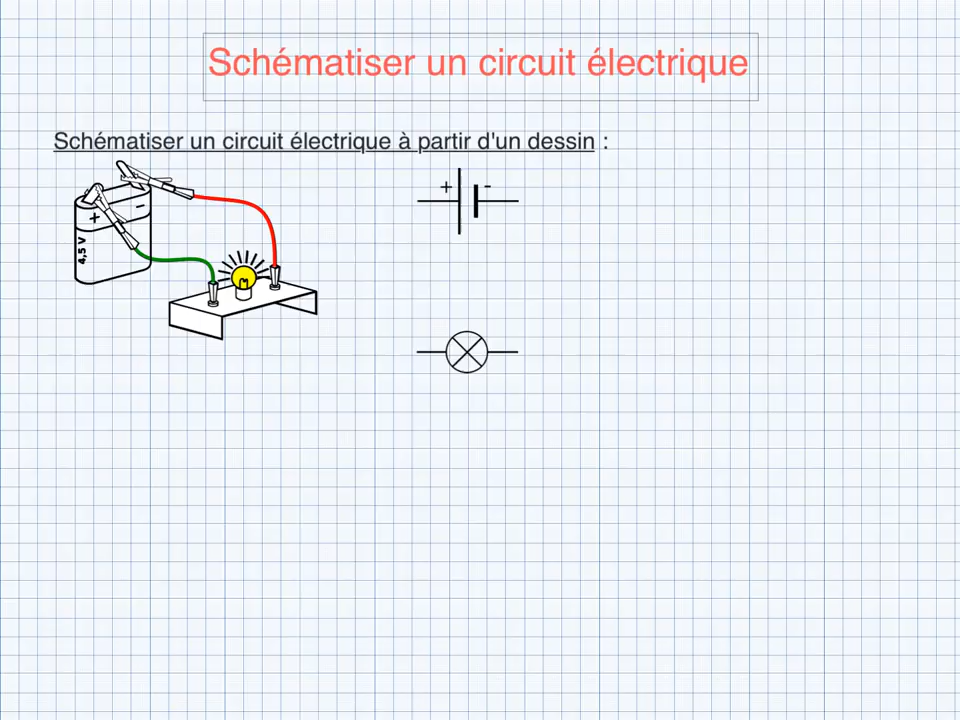 Schématiser un circuit électrique
Schématiser un circuit électrique à partir d'un dessin :
+ -
-
+
4,5 V